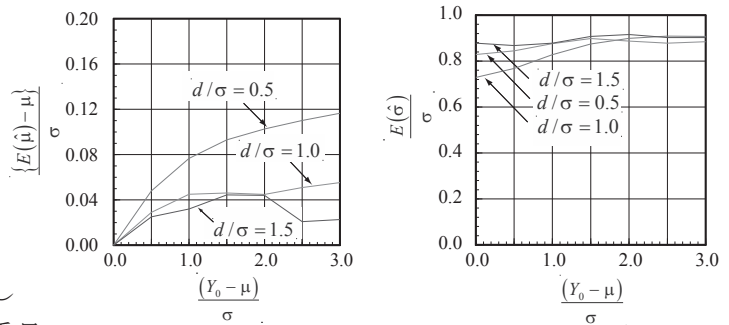 0.20
0.16
0.12
0.08
0.04
0.00
{E(μ̂)−μ}
σ
d/σ = 0.5
d/σ = 1.0
d/σ = 1.5
0.0 1.0 2.0 3.0
(Y₀ − μ)
σ
1.0
0.8
0.6
0.4
0.2
0.0
E(σ̂)
σ
d/σ = 1.5
d/σ = 0.5
d/σ = 1.0
0.0 1.0 2.0 3.0
(Y₀ − μ)
σ